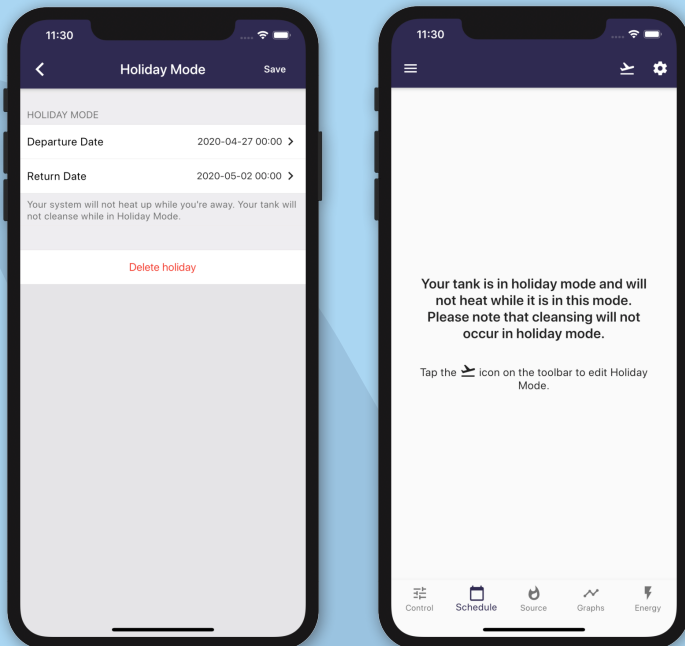 11:30
Holiday Mode
Save
HOLIDAY MODE
Departure Date 2020-04-27 00:00
Return Date 2020-05-02 00:00
Your system will not heat up while you're away. Your tank will
not cleanse while in Holiday Mode.
Delete holiday
11:30
Your tank is in holiday mode and will
not heat while it is in this mode.
Please note that cleansing will not
occur in holiday mode.
Tap the icon on the toolbar to edit Holiday
Mode.
Control Schedule Source Graphs Energy